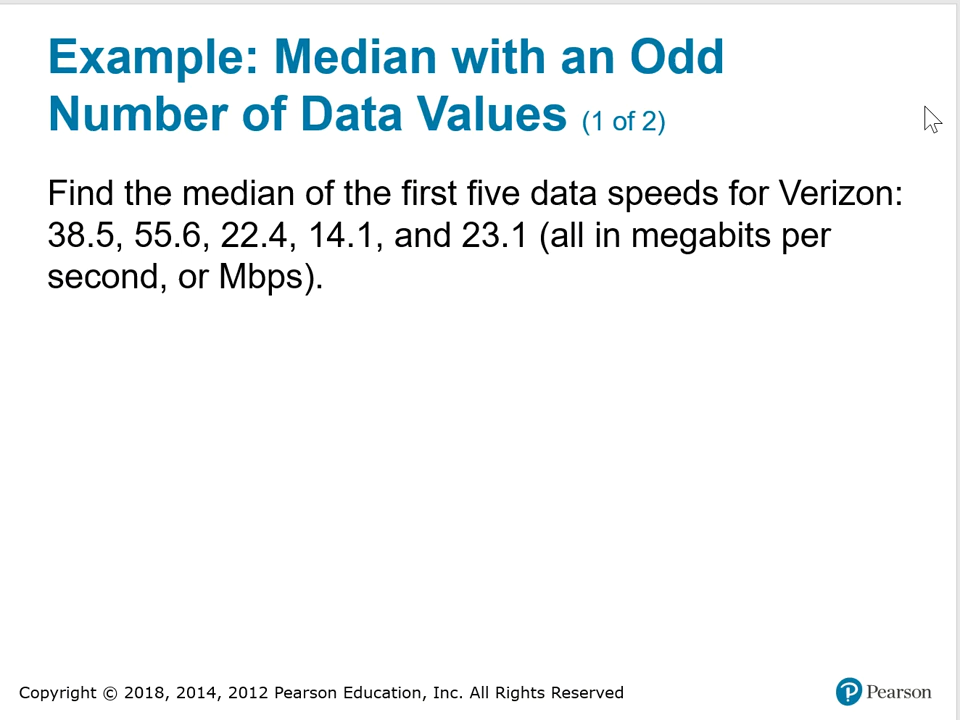 Example: Median with an Odd
Number of Data Values (1 of 2)
Find the median of the first five data speeds for Verizon:
38.5, 55.6, 22.4, 14.1, and 23.1 (all in megabits per
second, or Mbps).
Copyright © 2018, 2014, 2012 Pearson Education, Inc. All Rights Reserved
P Pearson